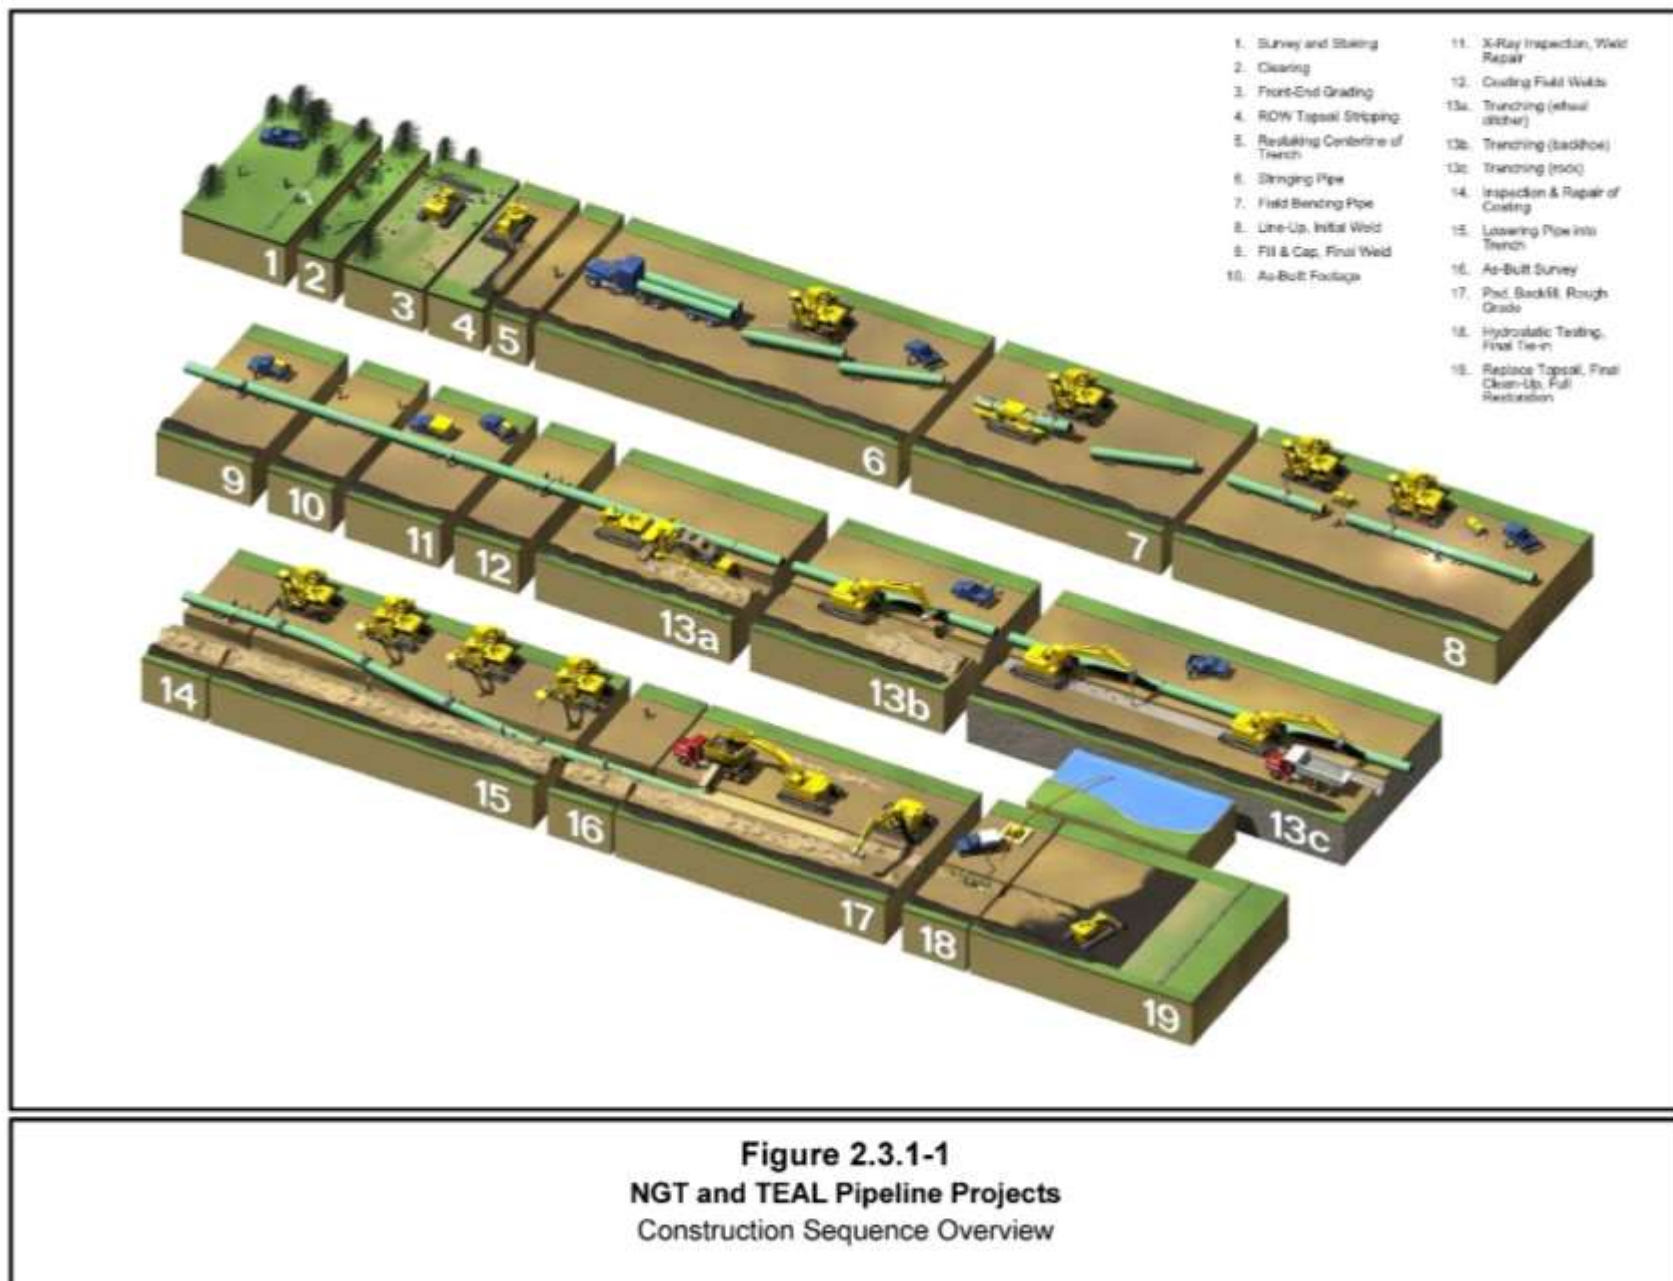 1. Survey and Staking
2. Clearing
3. Front-End Grading
4. ROW Topsoil Stripping
5. Restaking Centerline of
Trench
6. Stringing Pipe
7. Field Bending Pipe
8. Line-Up, Initial Weld
9. Fill & Cap, Final Weld
10. As-Built Footage
11. X-Ray Inspection, Weld
Repair
12. Coating Field Welds
13a. Trenching (wheel
ditcher)
13b. Trenching (backhoe)
13c. Trenching (rock)
14. Inspection & Repair of
Coating
15. Lowering Pipe into
Trench
16. As-Built Survey
17. Pad, Backfill, Rough
Grade
18. Hydrostatic Testing,
Final Tie-in
19. Replace Topsoil, Final
Clean-Up, Full
Restoration
1
2
3
4
5
6
7
8
9
10
11
12
13a
13b
13c
14
15
16
17
18
19
Figure 2.3.1-1
NGT and TEAL Pipeline Projects
Construction Sequence Overview